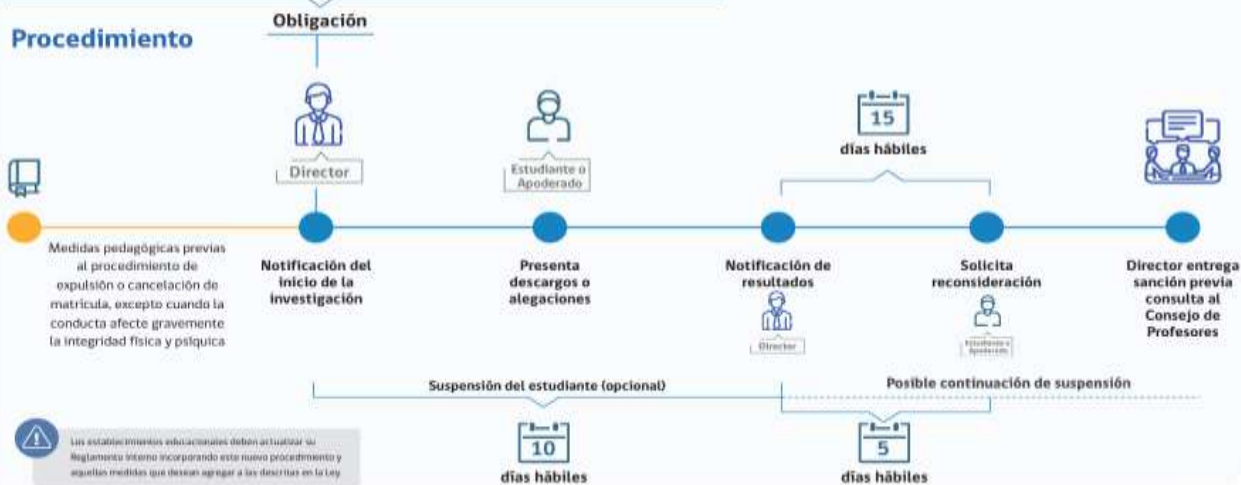 Obligación
Procedimiento
15
días hábiles
Director
Estudiante o
Apoderado
Medidas pedagógicas previas
al procedimiento de
expulsión o cancelación de
matrícula, excepto cuando la
conducta afecte gravemente
la integridad física y psíquica
Notificación del
inicio de la
investigación
Presenta
descargos o
alegaciones
Notificación de
resultados
Director
Solicita
reconsideración
Estudiante o
Apoderado
Director entrega
sanción previa
consulta al
Consejo de
Profesores
Suspensión del estudiante (opcional)
Posible continuación de suspensión
10
días hábiles
5
días hábiles
Los establecimientos educacionales deben actualizar su
Reglamento Interno incorporando este nuevo procedimiento y
aquellas medidas que desean agregar a las descritas en la Ley